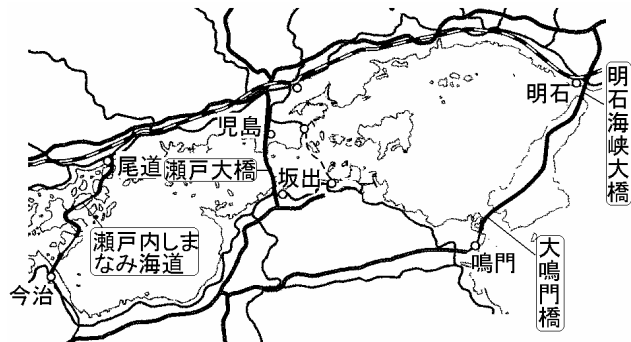 明石
明石海峡大橋
児島
尾道
瀬戸大橋
坂出
瀬戸内しま
なみ海道
大鳴門橋
鳴門
今治